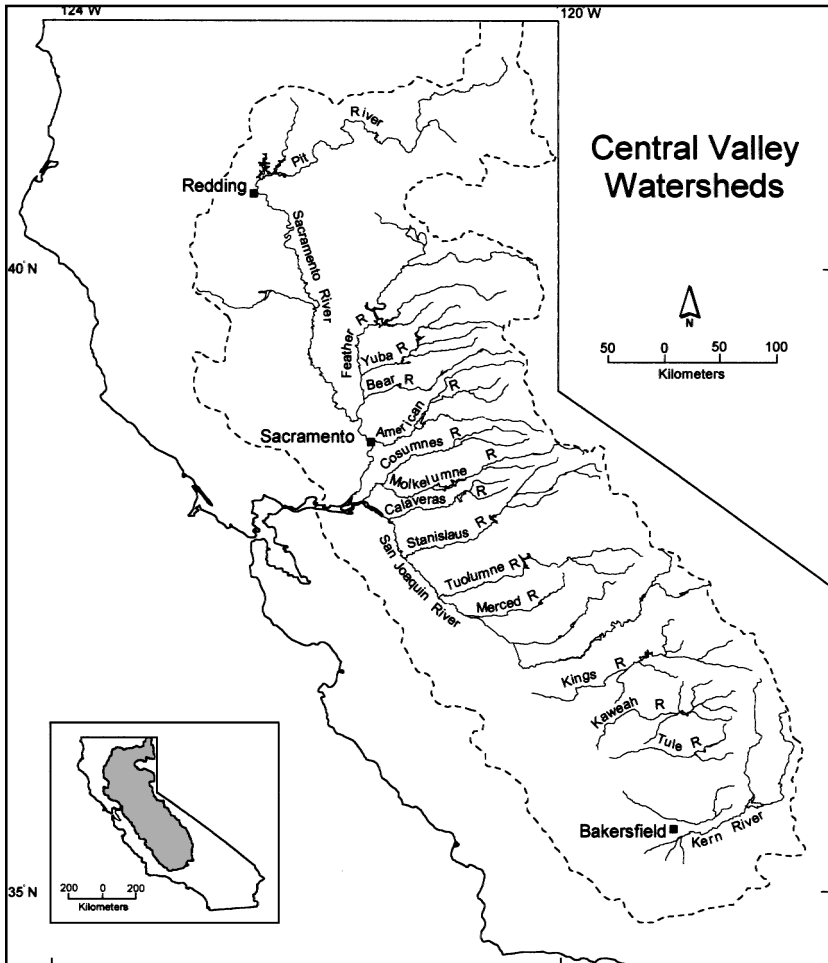 124 W
120 W
Central Valley
Watersheds
Pit River
Redding
Sacramento River
40° N
N
50 0 50 100
Kilometers
Feather R
Yuba R
Bear R
American R
Sacramento
Cosumnes R
Molkelumne R
Calaveras R
Stanislaus R
San Joaquin River
Tuolumne R
Merced R
Kings R
Kaweah R
Tule R
Bakersfield
Kern River
35° N
200 0 200
Kilometers